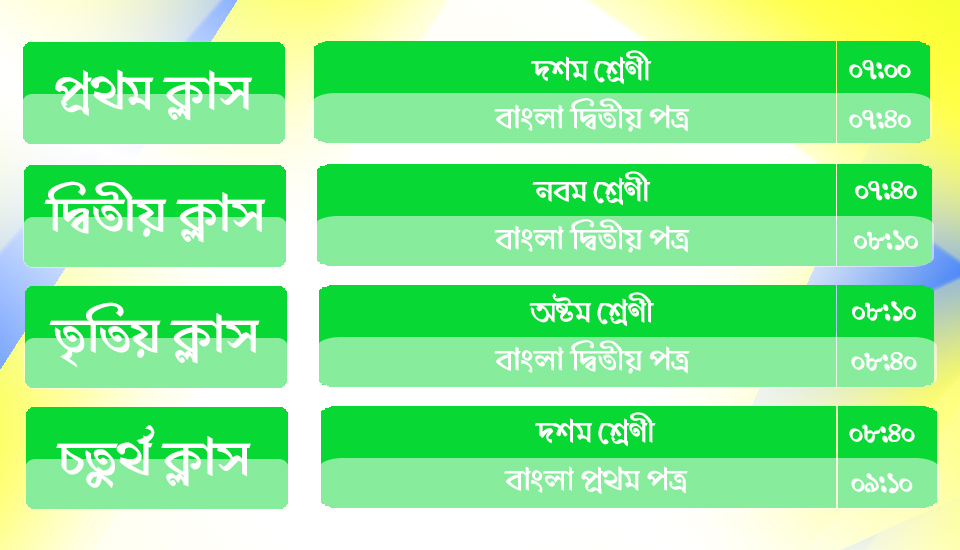 প্রথম ক্লাস
দশম শ্রেণী ০৭:০০
বাংলা দ্বিতীয় পত্র ০৭:৪০
দ্বিতীয় ক্লাস
নবম শ্রেণী ০৭:৪০
বাংলা দ্বিতীয় পত্র ০৮:১০
তৃতিয় ক্লাস
অষ্টম শ্রেণী ০৮:১০
বাংলা দ্বিতীয় পত্র ০৮:৪০
চতুর্থ ক্লাস
দশম শ্রেণী ০৮:৪০
বাংলা প্রথম পত্র ০৯:১০